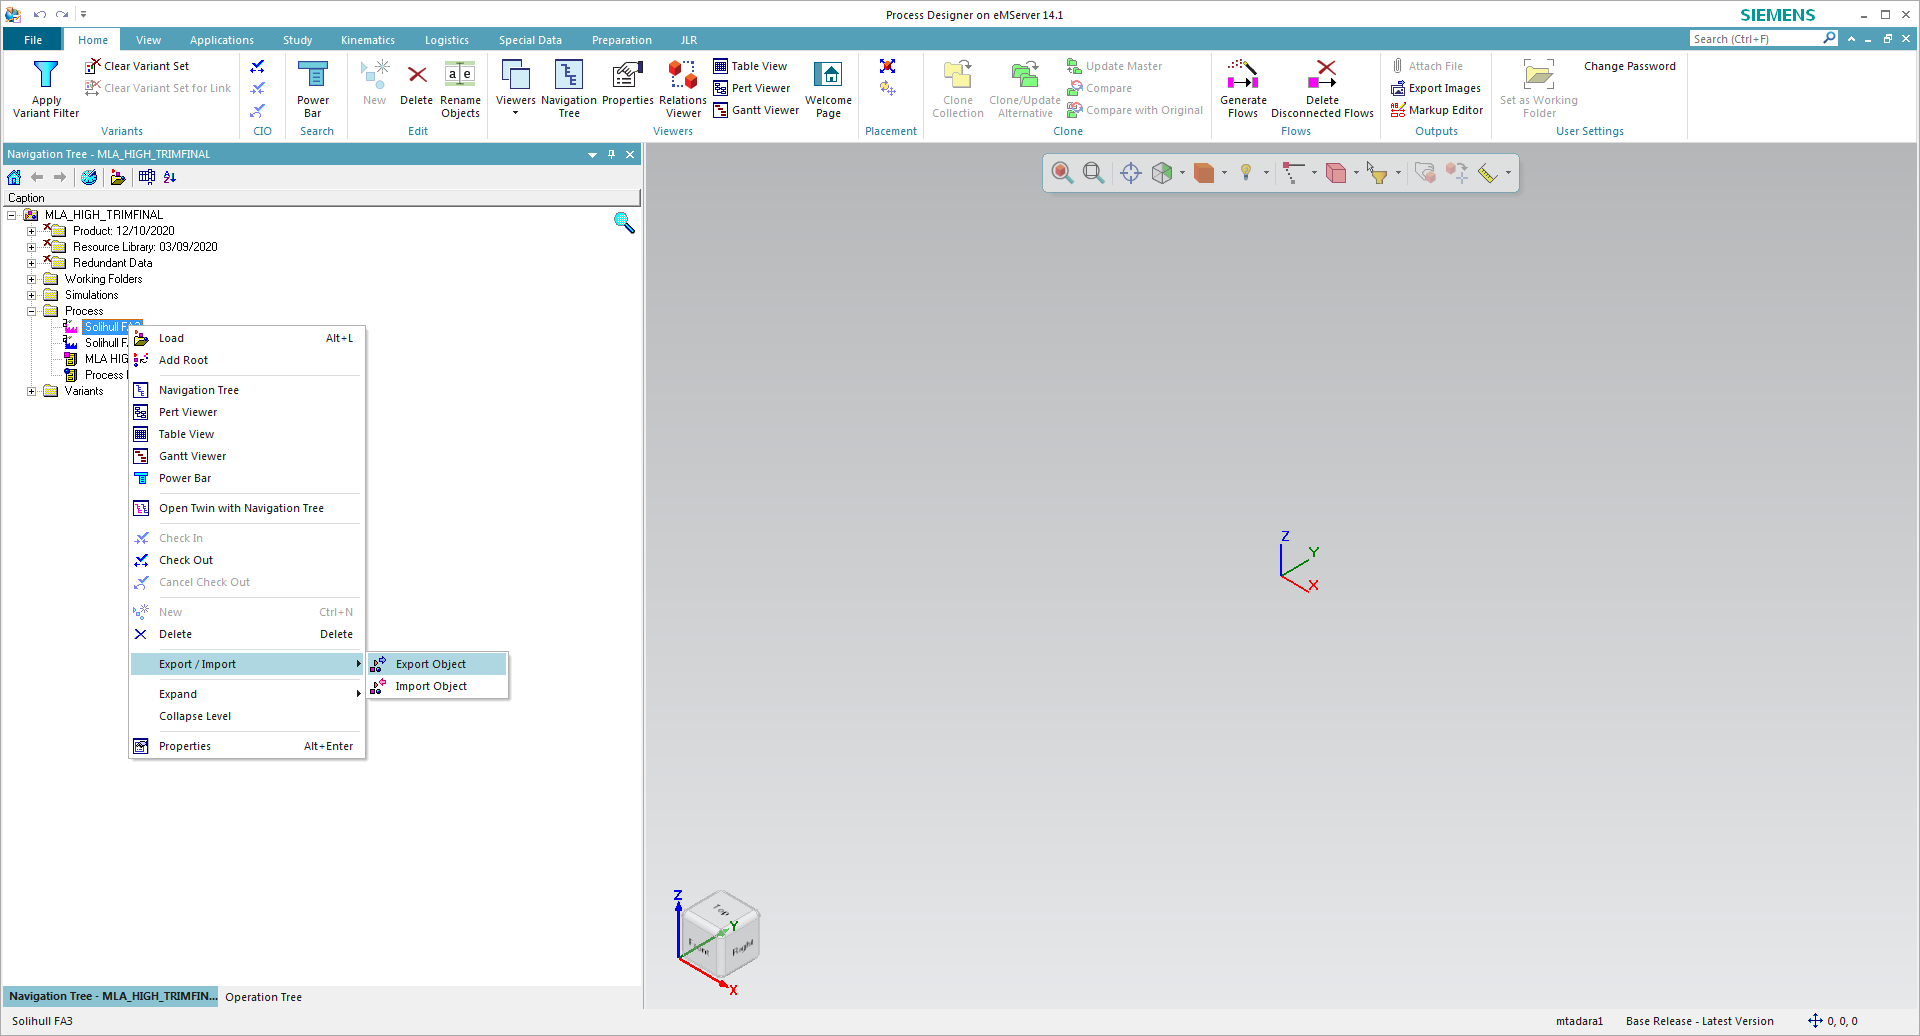 Process Designer on eMServer 14.1
SIEMENS
File Home View Applications Study Kinematics Logistics Special Data Preparation JLR
Search (Ctrl+F)
Apply Variant Filter
Clear Variant Set
Clear Variant Set for Link
Variants
CIO
Power Bar
Search
New
Delete
Rename Objects
Edit
Viewers
Navigation Tree
Properties
Relations Viewer
Table View
Pert Viewer
Gantt Viewer
Welcome Page
Viewers
Placement
Clone Collection
Clone/Update Alternative
Update Master
Compare
Compare with Original
Clone
Generate Flows
Delete Disconnected Flows
Flows
Attach File
Export Images
Markup Editor
Outputs
Set as Working Folder
Change Password
User Settings
Navigation Tree - MLA_HIGH_TRIMFINAL
Caption
MLA_HIGH_TRIMFINAL
Product: 12/10/2020
Resource Library: 03/09/2020
Redundant Data
Working Folders
Simulations
Process
Solihull FA3
Solihull F
MLA HIG
Process
Variants
Load Alt+L
Add Root
Navigation Tree
Pert Viewer
Table View
Gantt Viewer
Power Bar
Open Twin with Navigation Tree
Check In
Check Out
Cancel Check Out
New Ctrl+N
Delete Delete
Export / Import
Export Object
Import Object
Expand
Collapse Level
Properties Alt+Enter
Z
Y
X
Z
Top
Y
Front
Right
X
Navigation Tree - MLA_HIGH_TRIMFIN... Operation Tree
Solihull FA3
mtadara1 Base Release - Latest Version 0, 0, 0